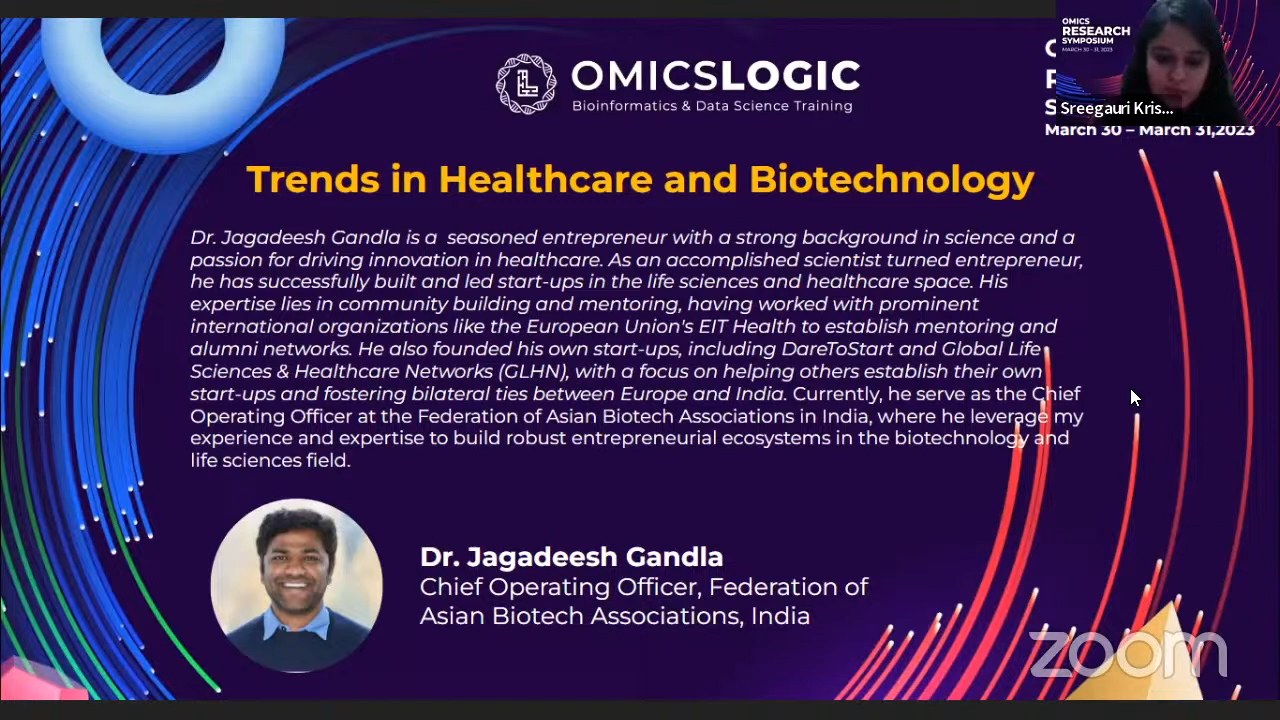 OMICSLOGIC
Bioinformatics & Data Science Training
OMICS
RESEARCH
SYMPOSIUM
MARCH 30 - 31, 2023
Sreegauri Kris...
March 30 – March 31,2023
Trends in Healthcare and Biotechnology
Dr. Jagadeesh Gandla is a seasoned entrepreneur with a strong background in science and a
passion for driving innovation in healthcare. As an accomplished scientist turned entrepreneur,
he has successfully built and led start-ups in the life sciences and healthcare space. His
expertise lies in community building and mentoring, having worked with prominent
international organizations like the European Union's EIT Health to establish mentoring and
alumni networks. He also founded his own start-ups, including DareToStart and Global Life
Sciences & Healthcare Networks (GLHN), with a focus on helping others establish their own
start-ups and fostering bilateral ties between Europe and India. Currently, he serve as the Chief
Operating Officer at the Federation of Asian Biotech Associations in India, where he leverage my
experience and expertise to build robust entrepreneurial ecosystems in the biotechnology and
life sciences field.
Dr. Jagadeesh Gandla
Chief Operating Officer, Federation of
Asian Biotech Associations, India
zoom